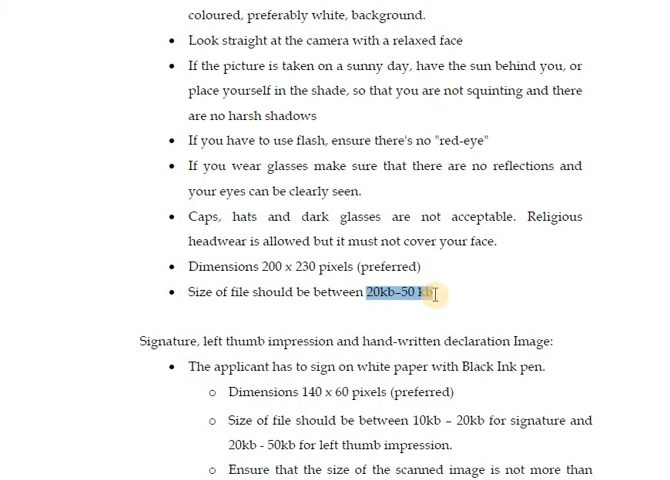 coloured, preferably white, background.
• Look straight at the camera with a relaxed face
• If the picture is taken on a sunny day, have the sun behind you, or
place yourself in the shade, so that you are not squinting and there
are no harsh shadows
• If you have to use flash, ensure there's no "red-eye"
• If you wear glasses make sure that there are no reflections and
your eyes can be clearly seen.
• Caps, hats and dark glasses are not acceptable. Religious
headwear is allowed but it must not cover your face.
• Dimensions 200 x 230 pixels (preferred)
• Size of file should be between 20kb–50 kb
Signature, left thumb impression and hand-written declaration Image:
• The applicant has to sign on white paper with Black Ink pen.
o Dimensions 140 x 60 pixels (preferred)
o Size of file should be between 10kb – 20kb for signature and
20kb - 50kb for left thumb impression.
o Ensure that the size of the scanned image is not more than